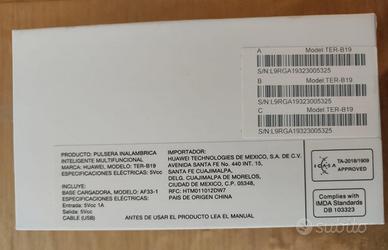 A Model:TER-B19
S/N:L9RGA19323005325
B Model:TER-B19
S/N:L9RGA19323005325
C Model:TER-B19
S/N:L9RGA19323005325
PRODUCTO: PULSERA INALAMBRICA
INTELIGENTE MULTIFUNCIONAL
MARCA: HUAWEI, MODELO: TER-B19
ESPECIFICACIONES ELÉCTRICAS: 5Vcc
INCLUYE:
BASE CARGADORA, MODELO: AF33-1
ESPECIFICACIONES ELÉCTRICAS:
Entrada: 5Vcc 1A
Salida: 5Vcc
CABLE (USB)
IMPORTADOR:
HUAWEI TECHNOLOGIES DE MEXICO, S.A. DE C.V.
AVENIDA SANTA FE No. 440 INT. 15,
SANTA FE CUAJIMALPA,
DELG, CUAJIMALPA DE MORELOS,
CIUDAD DE MEXICO, C.P. 05348,
RFC: HTM011012DW7
PAIS DE ORIGEN CHINA
ANTES DE USAR EL PRODUCTO LEA EL MANUAL
ICASA
TA-2018/1909
APPROVED
Complies with
IMDA Standards
DB 103323
subito